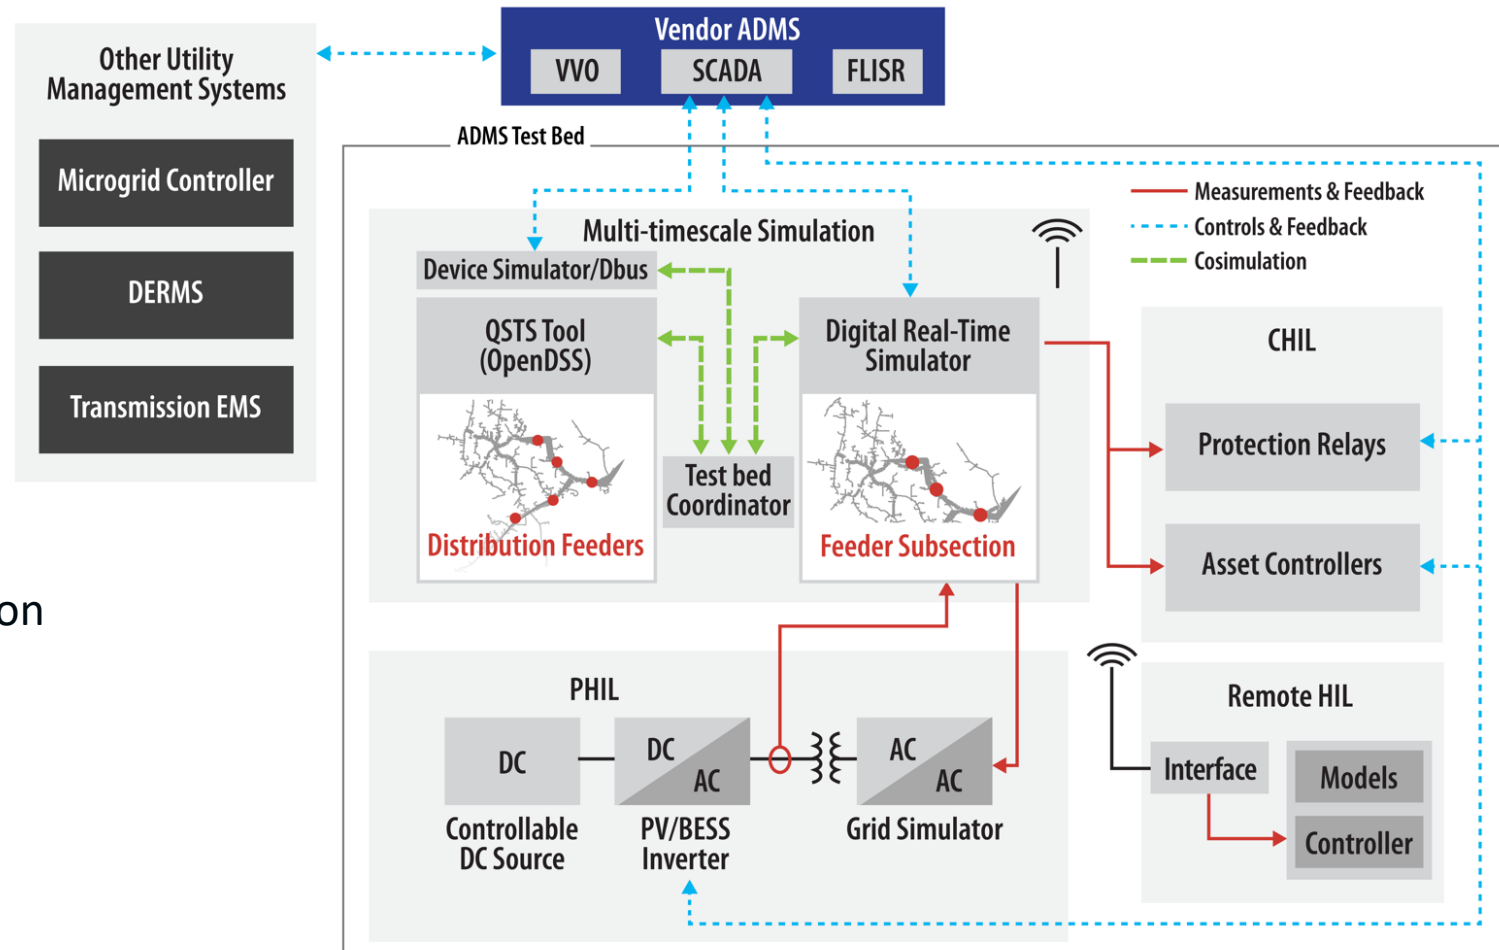 Other Utility
Management Systems
Microgrid Controller
DERMS
Transmission EMS
Vendor ADMS
VVO
SCADA
FLISR
ADMS Test Bed
Measurements & Feedback
Controls & Feedback
Cosimulation
Multi-timescale Simulation
Device Simulator/Dbus
QSTS Tool
(OpenDSS)
Distribution Feeders
Test bed
Coordinator
Digital Real-Time
Simulator
Feeder Subsection
CHIL
Protection Relays
Asset Controllers
on
PHIL
DC
Controllable
DC Source
DC
AC
PV/BESS
Inverter
AC
AC
Grid Simulator
Remote HIL
Interface
Models
Controller